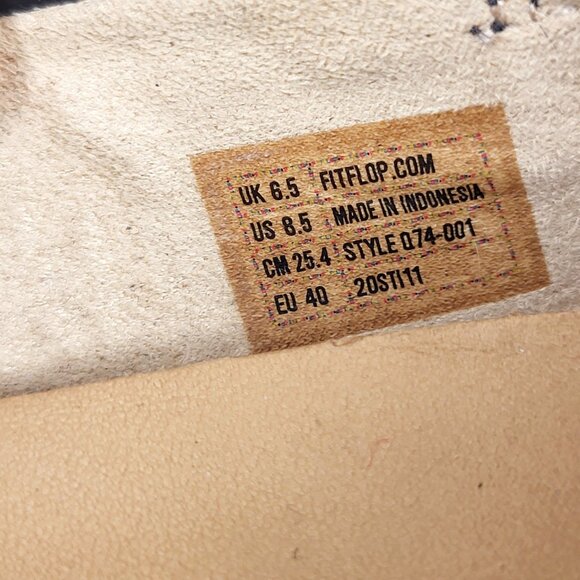 UK 6.5 FITFLOP.COM
US 8.5 MADE IN INDONESIA
CM 25.4 STYLE Q74-001
EU 40 20STI11